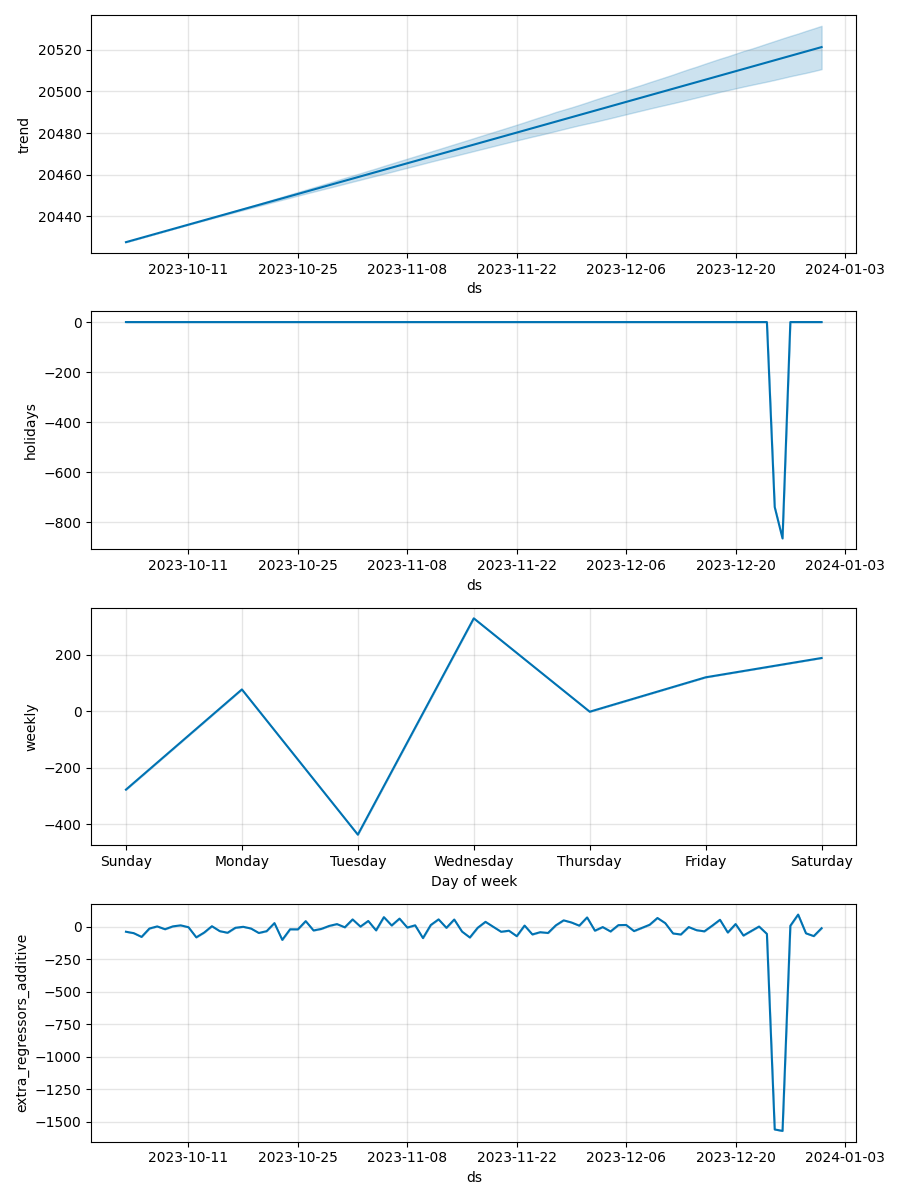 trend
20520
20500
20480
20460
20440
2023-10-11 2023-10-25 2023-11-08 2023-11-22 2023-12-06 2023-12-20 2024-01-03
ds
holidays
0
−200
−400
−600
−800
2023-10-11 2023-10-25 2023-11-08 2023-11-22 2023-12-06 2023-12-20 2024-01-03
ds
weekly
200
0
−200
−400
Sunday Monday Tuesday Wednesday Thursday Friday Saturday
Day of week
extra_regressors_additive
0
−250
−500
−750
−1000
−1250
−1500
2023-10-11 2023-10-25 2023-11-08 2023-11-22 2023-12-06 2023-12-20 2024-01-03
ds